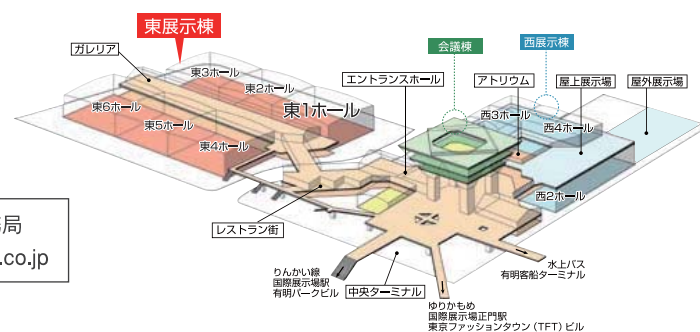 東展示棟
ガレリア
東3ホール
東2ホール
東1ホール
東6ホール
東5ホール
東4ホール
エントランスホール
会議棟
西展示棟
アトリウム
屋上展示場
屋外展示場
西3ホール
西4ホール
西2ホール
レストラン街
局
.co.jp
りんかい線
国際展示場駅
有明パークビル
中央ターミナル
ゆりかもめ
国際展示場正門駅
東京ファッションタウン(TFT)ビル
水上バス
有明客船ターミナル